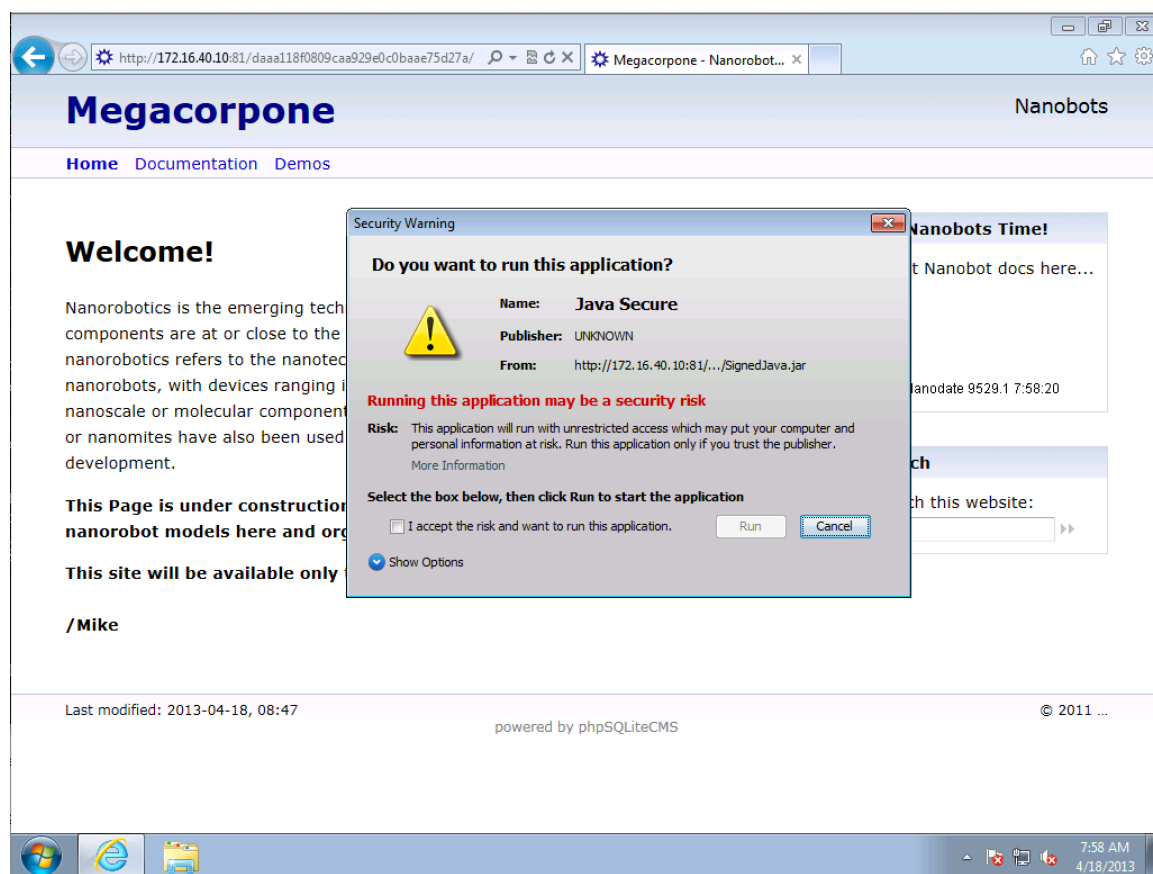 http://172.16.40.10:81/daaa118f0809caa929e0c0baae75d27a/
Megacorpone - Nanorobot...
Megacorpone
Nanobots
Home Documentation Demos
Welcome!
Nanorobotics is the emerging tech
components are at or close to the
nanorobotics refers to the nanotec
nanorobots, with devices ranging i
nanoscale or molecular component
or nanomites have also been used
development.
This Page is under construction
nanorobot models here and org
This site will be available only
/Mike
Security Warning
Do you want to run this application?
Name: Java Secure
Publisher: UNKNOWN
From: http://172.16.40.10:81/.../SignedJava.jar
Running this application may be a security risk
Risk: This application will run with unrestricted access which may put your computer and
personal information at risk. Run this application only if you trust the publisher.
More Information
Select the box below, then click Run to start the application
I accept the risk and want to run this application.
Run
Cancel
Show Options
Nanobots Time!
t Nanobot docs here...
anodate 9529.1 7:58:20
ch
ch this website:
Last modified: 2013-04-18, 08:47
© 2011 ...
powered by phpSQLiteCMS
7:58 AM
4/18/2013